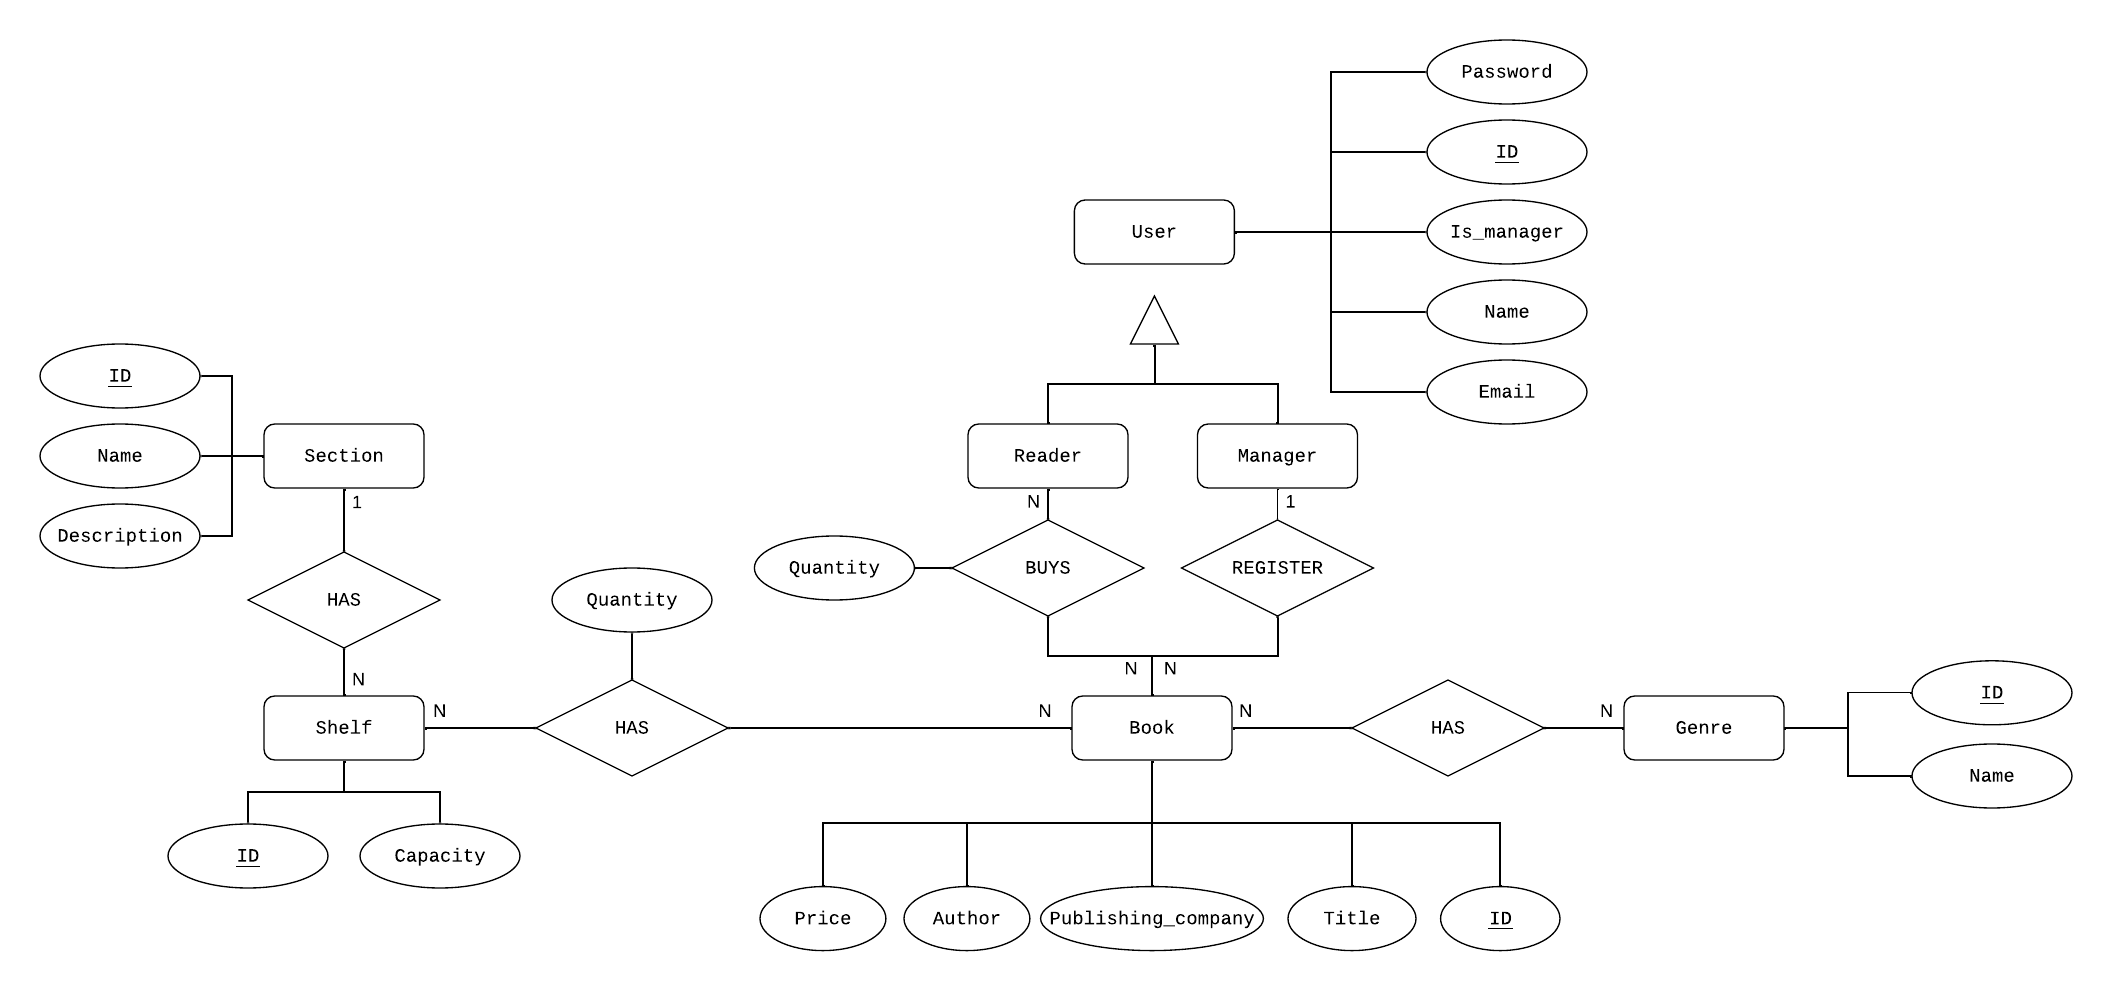 Password
ID
User
Is_manager
Name
Email
ID
Name
Section
Description
Reader
Manager
1
N
1
Quantity
BUYS
REGISTER
HAS
Quantity
N
N
N
Shelf
N
HAS
N
Book
N
HAS
N
Genre
ID
Name
ID
Capacity
Price
Author
Publishing_company
Title
ID